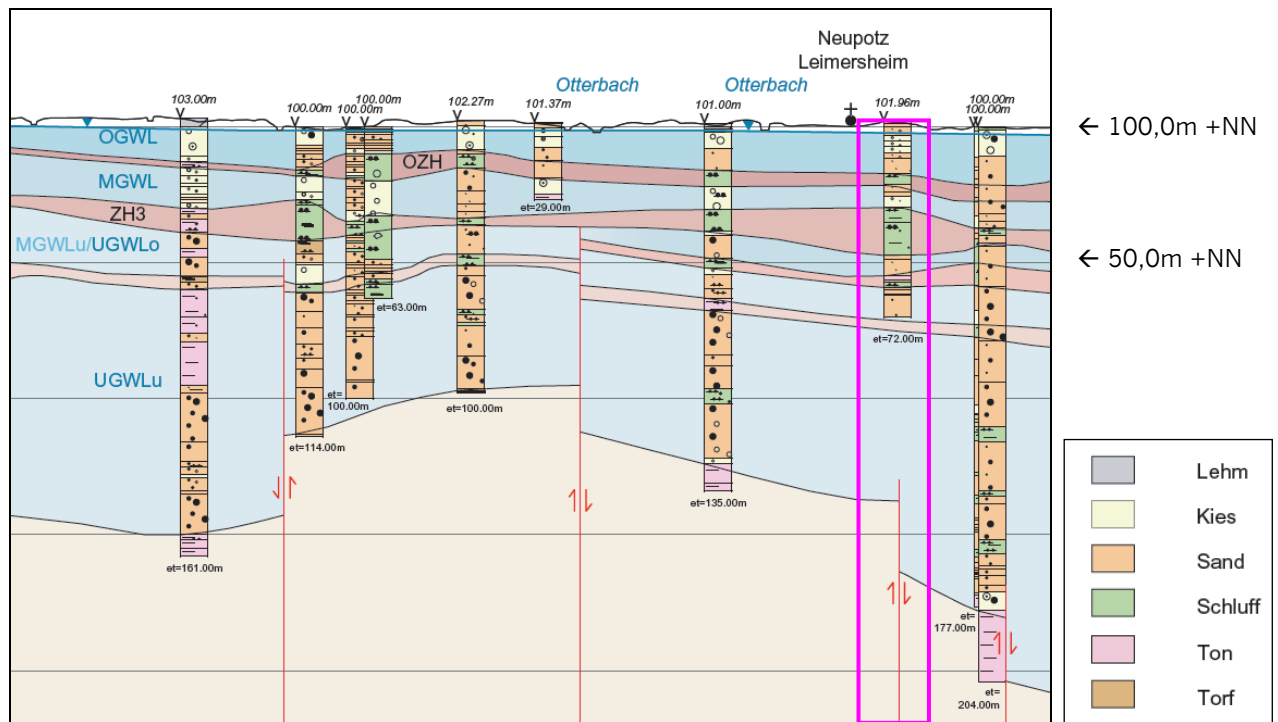 Neupotz
Leimersheim
Otterbach
Otterbach
103.00m
100.00m
100.00m
100.00m
102.27m
101.37m
101.00m
101.96m
100.00m
100.00m
← 100,0m +NN
OGWL
OZH
MGWL
ZH3
et=29.00m
MGWLu/UGWLo
← 50,0m +NN
et=63.00m
et=72.00m
UGWLu
et=
100.00m
et=100.00m
et=114.00m
et=135.00m
et=161.00m
et=
177.00m
et=
204.00m
Lehm
Kies
Sand
Schluff
Ton
Torf